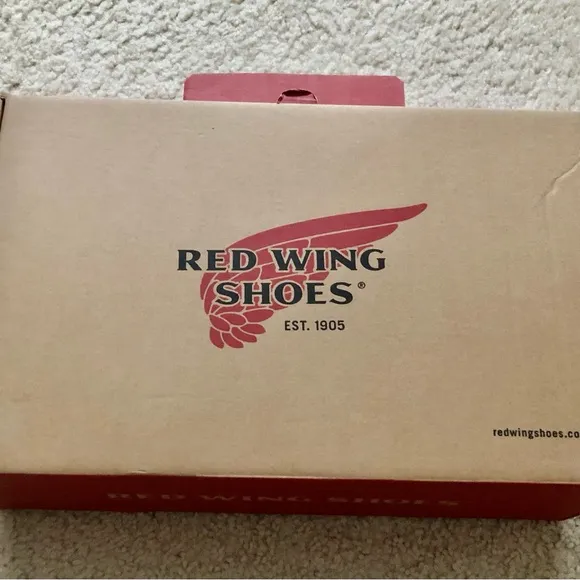 RED WING
SHOES®
EST. 1905
redwingshoes.co
RED WING SHOES